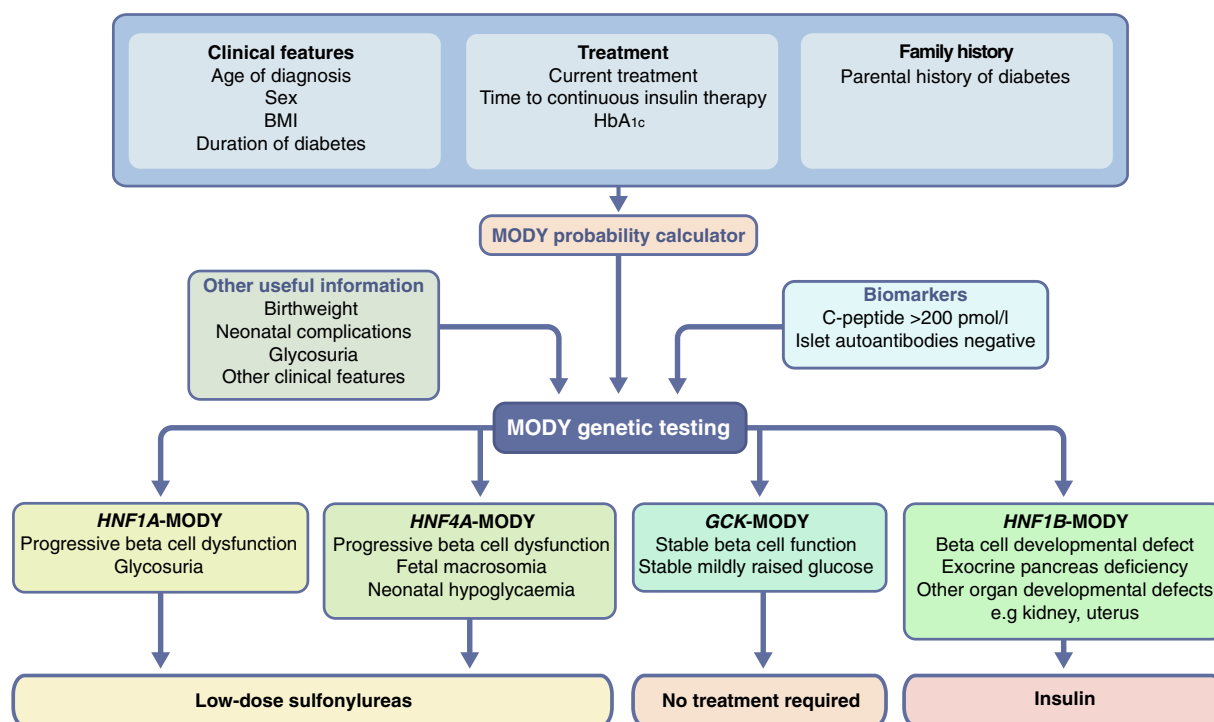 Clinical features
Age of diagnosis
Sex
BMI
Duration of diabetes
Treatment
Current treatment
Time to continuous insulin therapy
HbA1c
Family history
Parental history of diabetes
MODY probability calculator
Other useful information
Birthweight
Neonatal complications
Glycosuria
Other clinical features
Biomarkers
C-peptide >200 pmol/l
Islet autoantibodies negative
MODY genetic testing
HNF1A-MODY
Progressive beta cell dysfunction
Glycosuria
HNF4A-MODY
Progressive beta cell dysfunction
Fetal macrosomia
Neonatal hypoglycaemia
GCK-MODY
Stable beta cell function
Stable mildly raised glucose
HNF1B-MODY
Beta cell developmental defect
Exocrine pancreas deficiency
Other organ developmental defects
e.g kidney, uterus
Low-dose sulfonylureas
No treatment required
Insulin